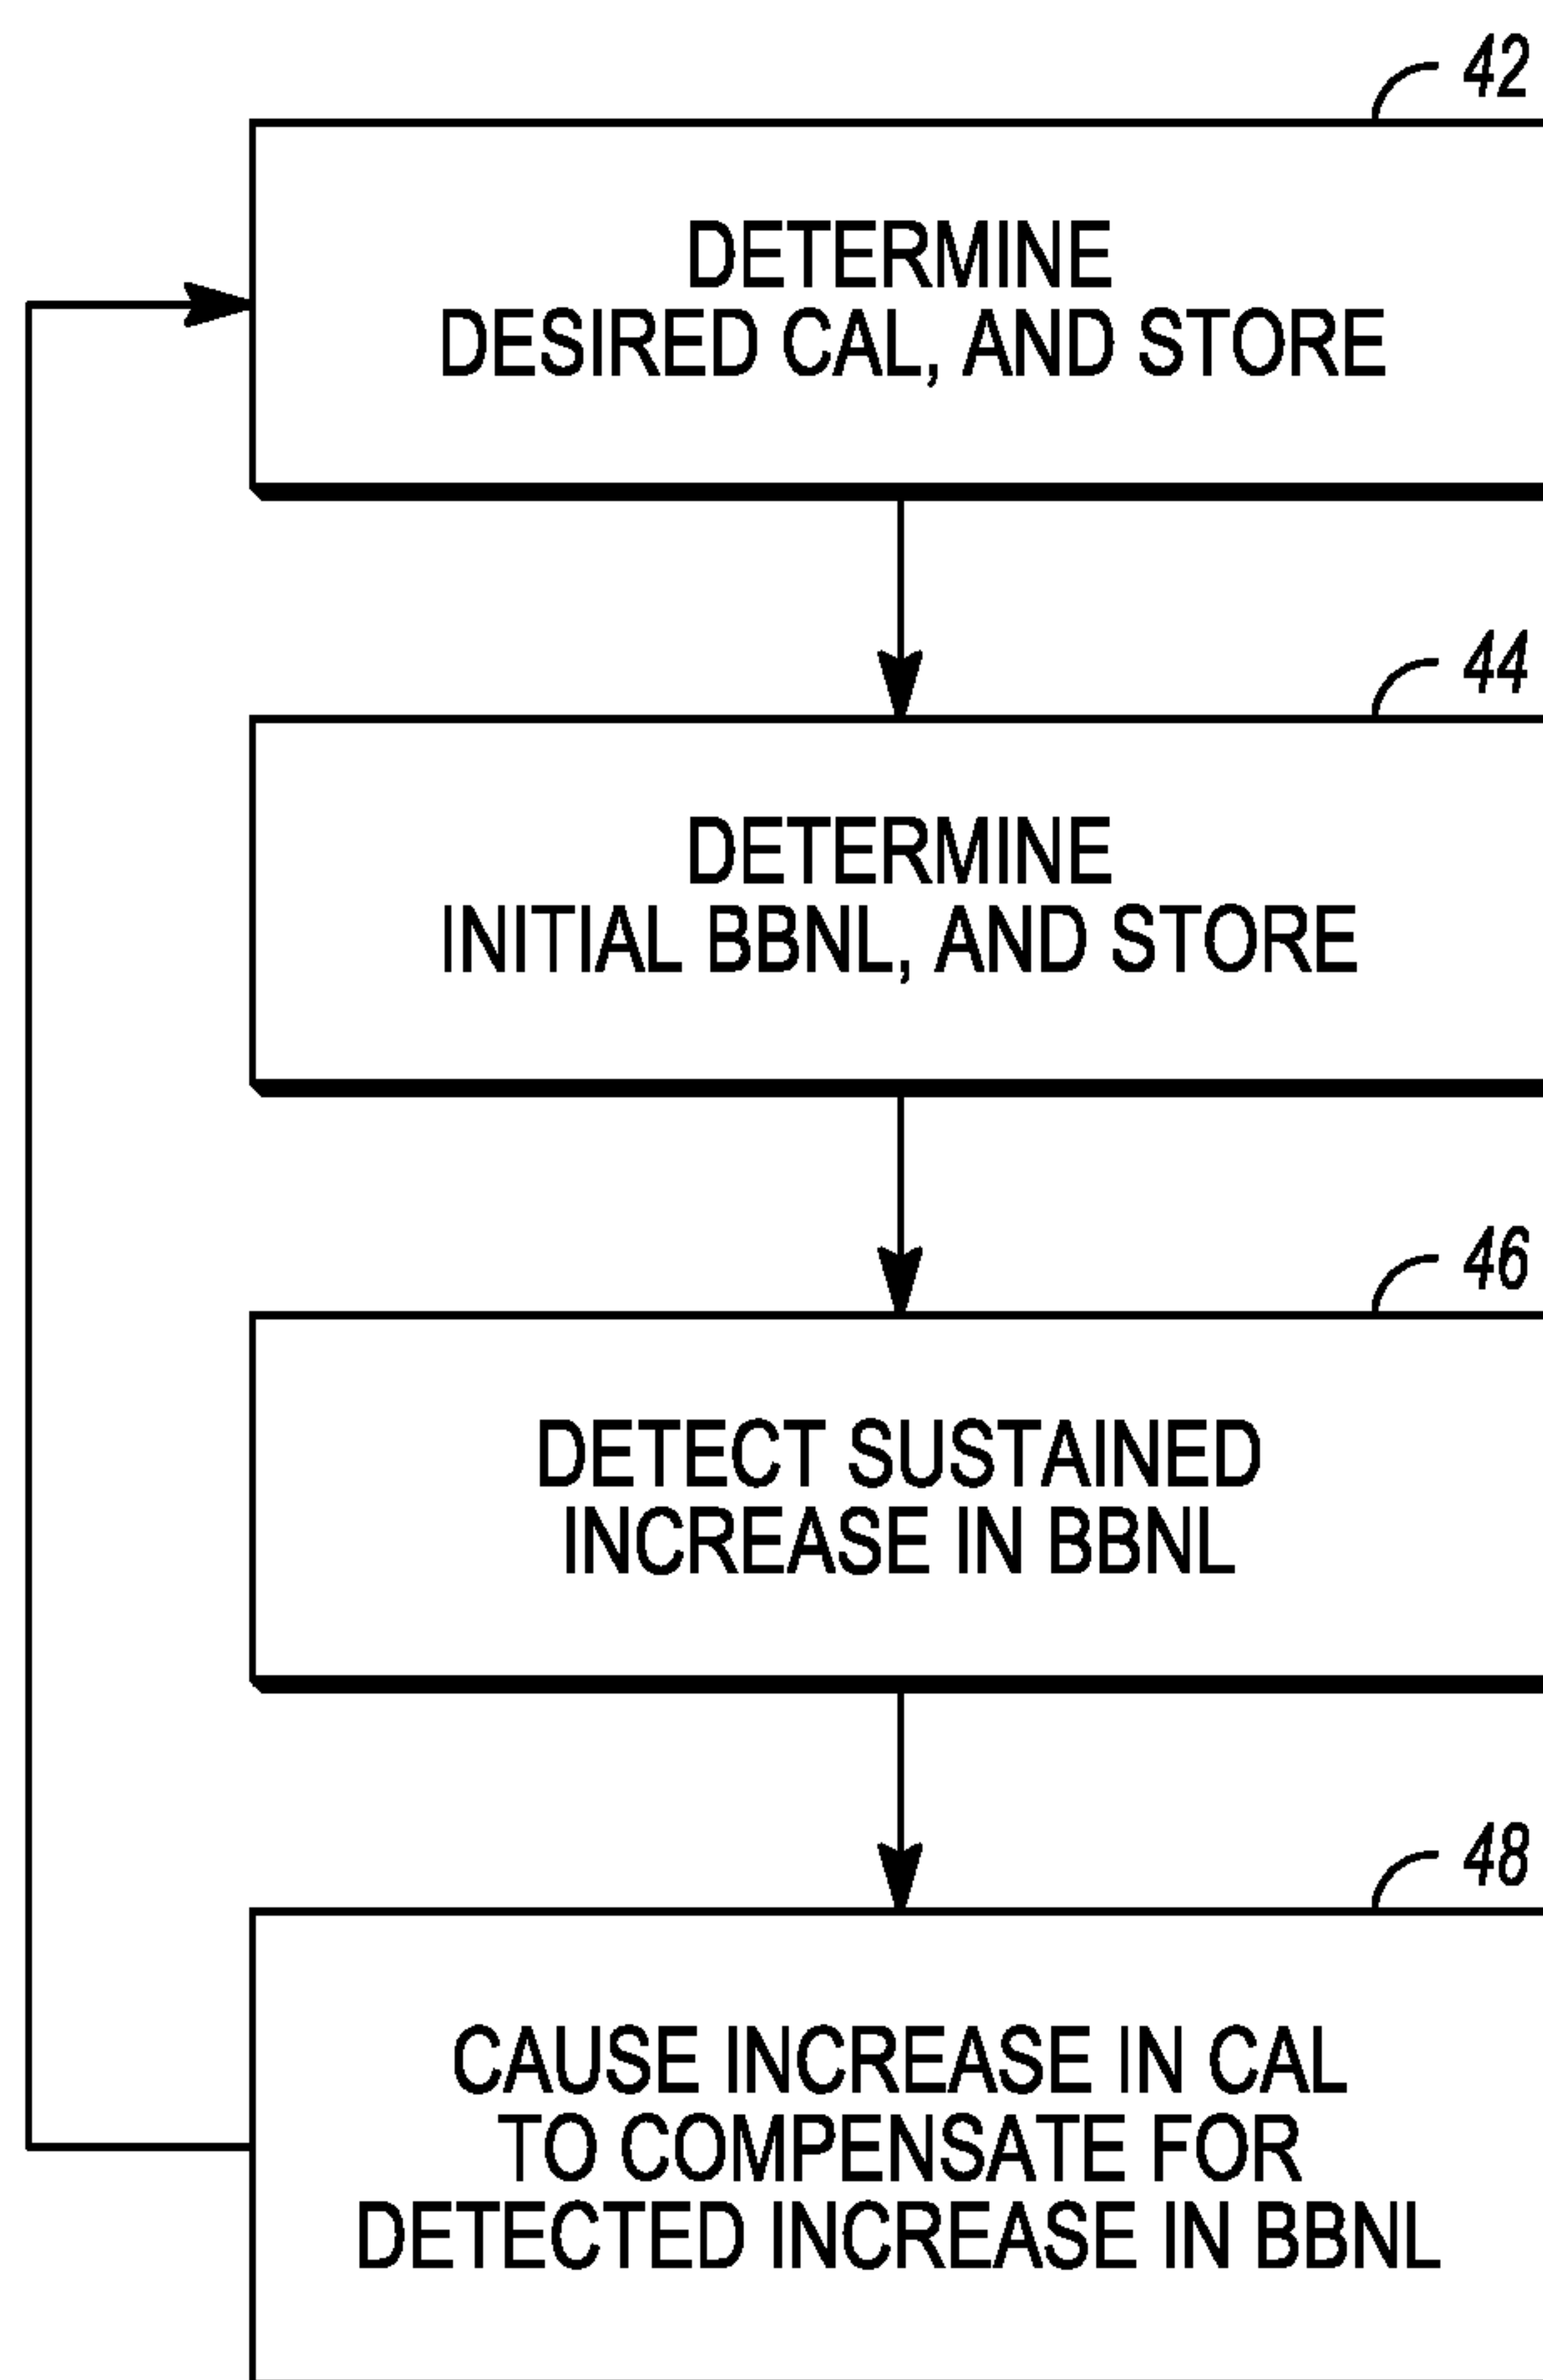 42
DETERMINE
DESIRED CAL, AND STORE
44
DETERMINE
INITIAL BBNL, AND STORE
46
DETECT SUSTAINED
INCREASE IN BBNL
48
CAUSE INCREASE IN CAL
TO COMPENSATE FOR
DETECTED INCREASE IN BBNL